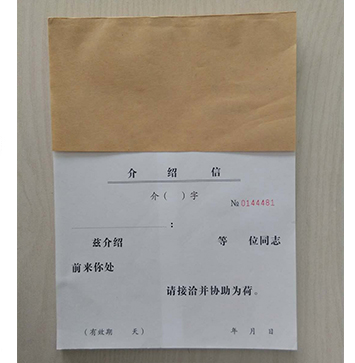 介绍信
介( )字
№0144481
:
兹介绍 等 位同志
前来你处
请接洽并协助为荷。
(有效期 天) 年 月 日